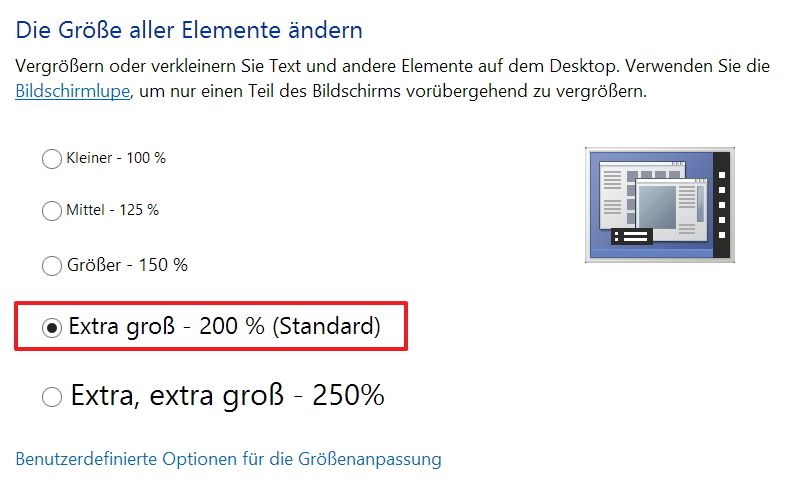 Die Größe aller Elemente ändern
Vergrößern oder verkleinern Sie Text und andere Elemente auf dem Desktop. Verwenden Sie die
Bildschirmlupe, um nur einen Teil des Bildschirms vorübergehend zu vergrößern.
Kleiner - 100 %
Mittel - 125 %
Größer - 150 %
Extra groß - 200 % (Standard)
Extra, extra groß - 250%
Benutzerdefinierte Optionen für die Größenanpassung